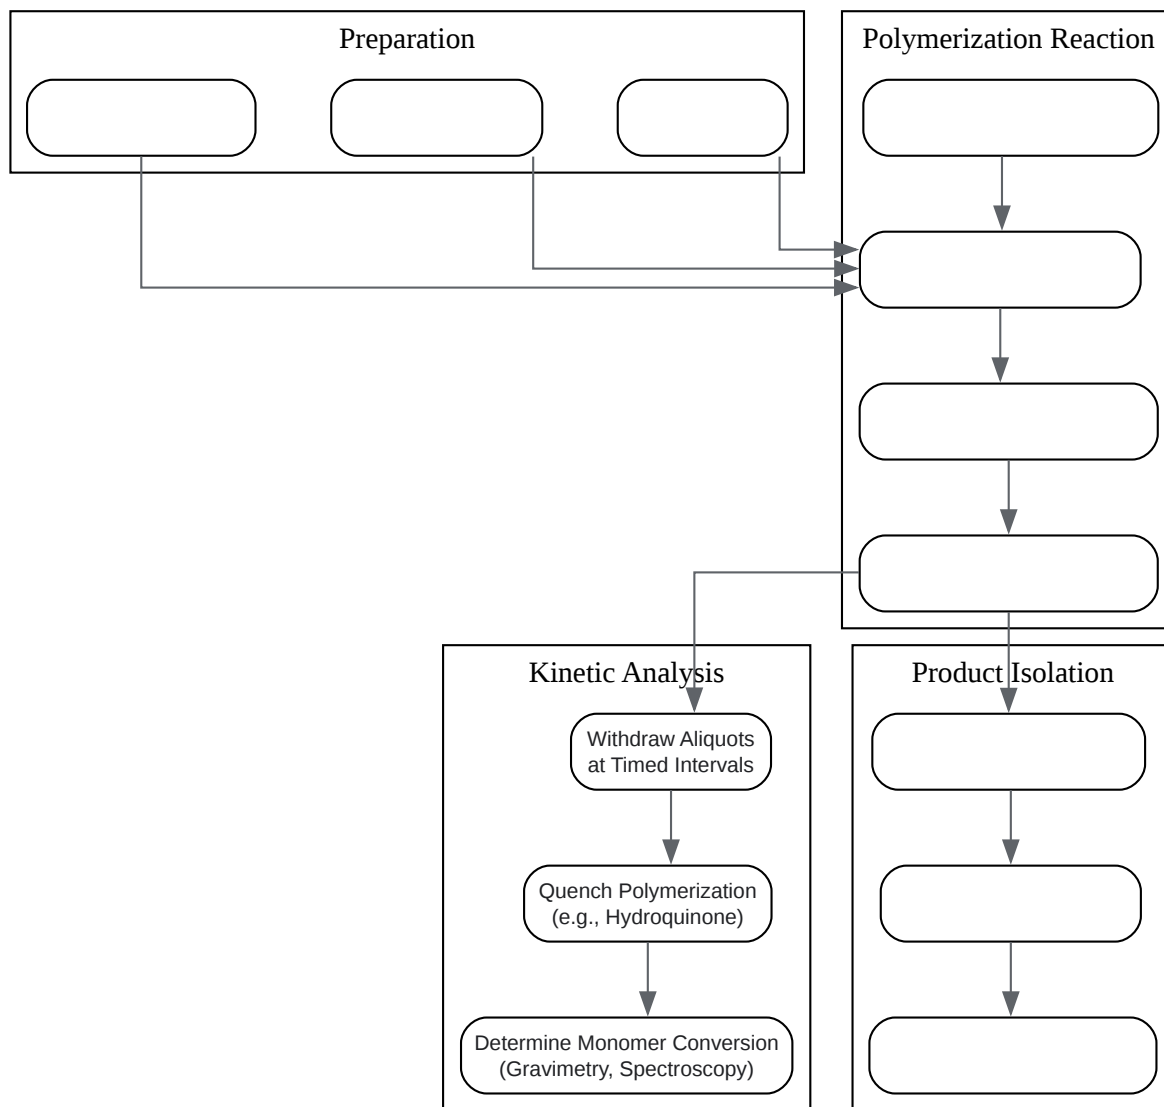 Preparation
Polymerization Reaction
Kinetic Analysis
Withdraw Aliquots
at Timed Intervals
Quench Polymerization
(e.g., Hydroquinone)
Determine Monomer Conversion
(Gravimetry, Spectroscopy)
Product Isolation